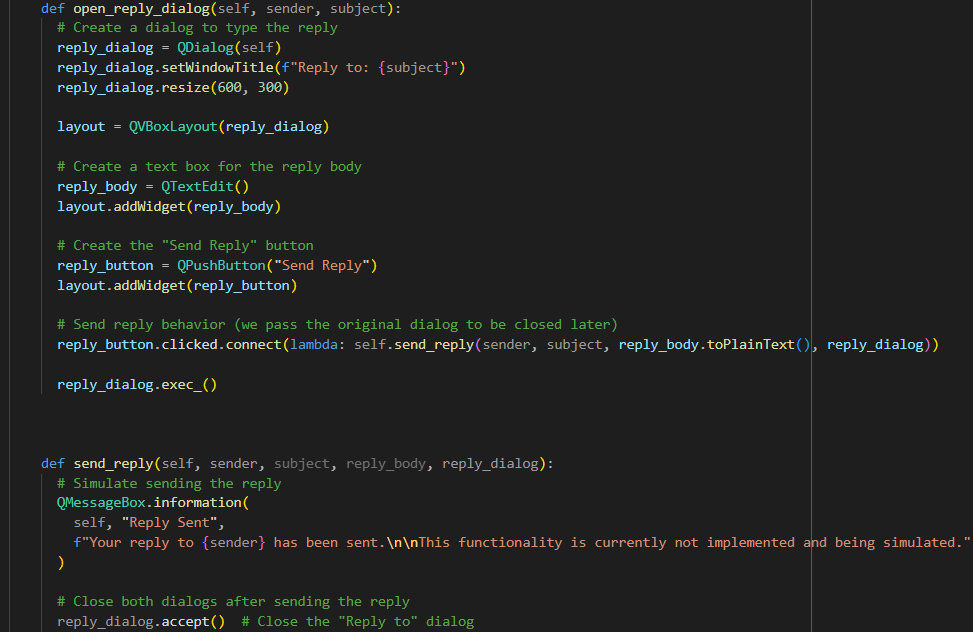 def open_reply_dialog(self, sender, subject):
# Create a dialog to type the reply
reply_dialog = QDialog(self)
reply_dialog.setWindowTitle(f"Reply to: {subject}")
reply_dialog.resize(600, 300)
layout = QVBoxLayout(reply_dialog)
# Create a text box for the reply body
reply_body = QTextEdit()
layout.addWidget(reply_body)
# Create the "Send Reply" button
reply_button = QPushButton("Send Reply")
layout.addWidget(reply_button)
# Send reply behavior (we pass the original dialog to be closed later)
reply_button.clicked.connect(lambda: self.send_reply(sender, subject, reply_body.toPlainText(), reply_dialog))
reply_dialog.exec_()
def send_reply(self, sender, subject, reply_body, reply_dialog):
# Simulate sending the reply
QMessageBox.information(
self, "Reply Sent",
f"Your reply to {sender} has been sent.\n\nThis functionality is currently not implemented and being simulated."
)
# Close both dialogs after sending the reply
reply_dialog.accept()  # Close the "Reply to" dialog